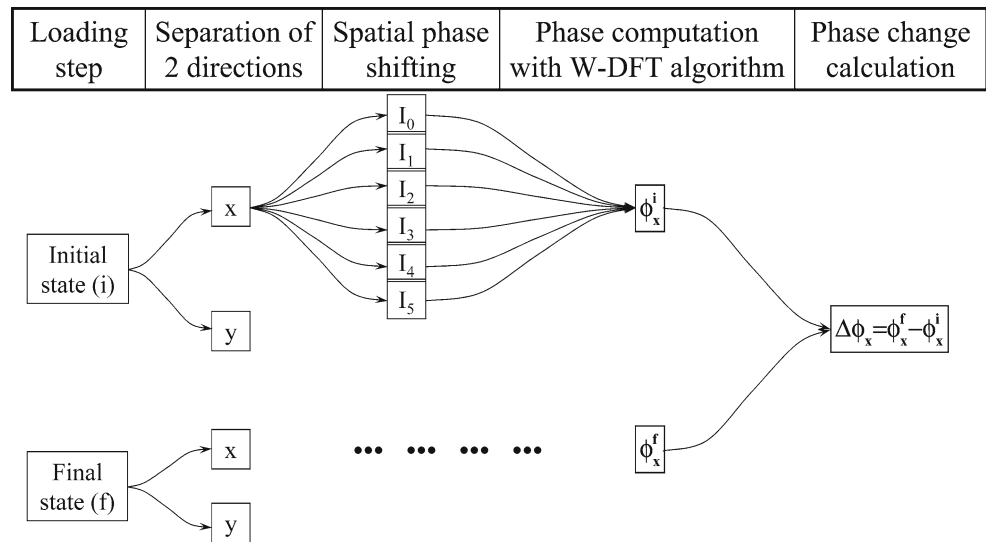 Loading step
Separation of 2 directions
Spatial phase shifting
Phase computation with W-DFT algorithm
Phase change calculation
I₀
I₁
I₂
I₃
I₄
I₅
x
ϕₓⁱ
Initial
state (i)
y
Δϕₓ=ϕₓᶠ−ϕₓⁱ
x
••• ••• ••• •••
ϕₓᶠ
Final
state (f)
y